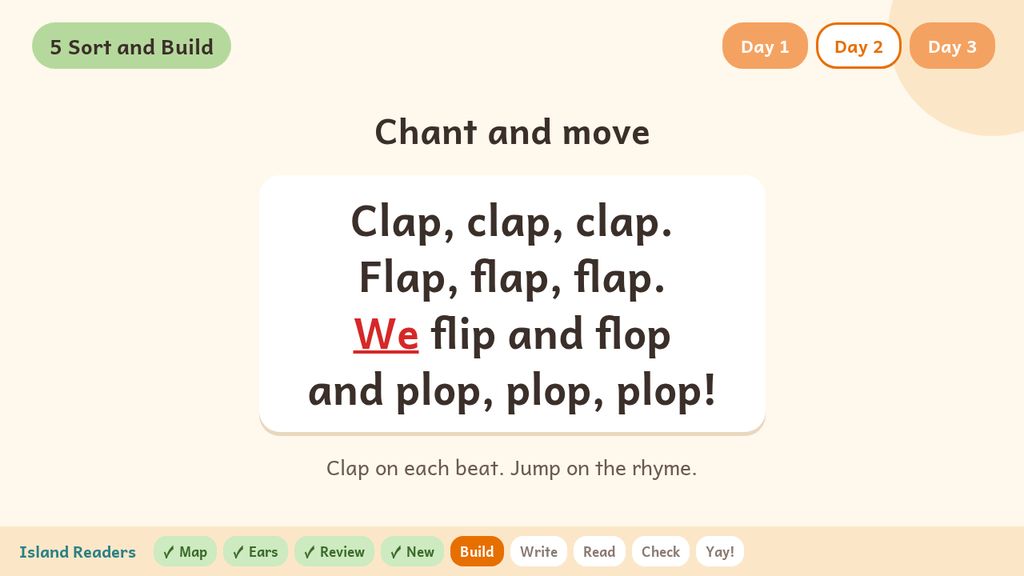 5 Sort and Build
Day 1 Day 2 Day 3
Chant and move
Clap, clap, clap.
Flap, flap, flap.
We flip and flop
and plop, plop, plop!
Clap on each beat. Jump on the rhyme.
Island Readers ✓ Map ✓ Ears ✓ Review ✓ New Build Write Read Check Yay!